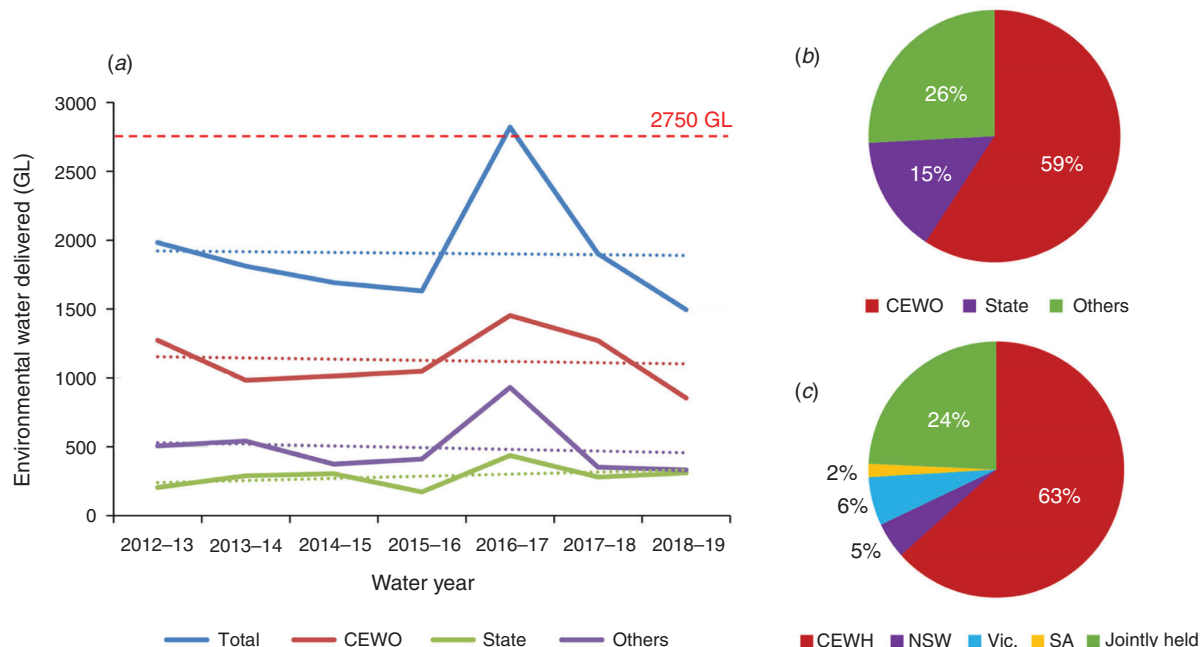 (a)
Environmental water delivered (GL)
3000
2500
2000
1500
1000
500
0
2750 GL
2012–13 2013–14 2014–15 2015–16 2016–17 2017–18 2018–19
Water year
Total CEWO State Others
(b)
26%
15%
59%
CEWO State Others
(c)
24%
2%
6%
5%
63%
CEWH NSW Vic. SA Jointly held